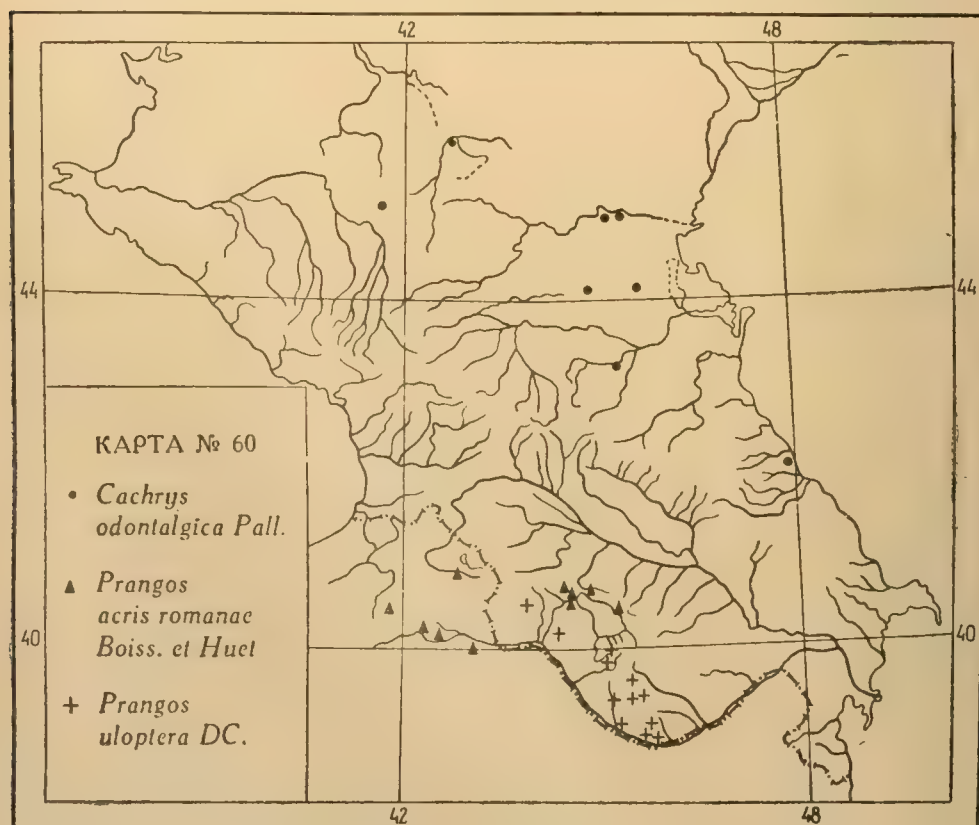 42 48
44 44
КАРТА № 60
Cachrys
odontalgica Pall.
Prangos
acris romanae
Boiss. et Huet
40 40
Prangos
uloptera DC.
42 48